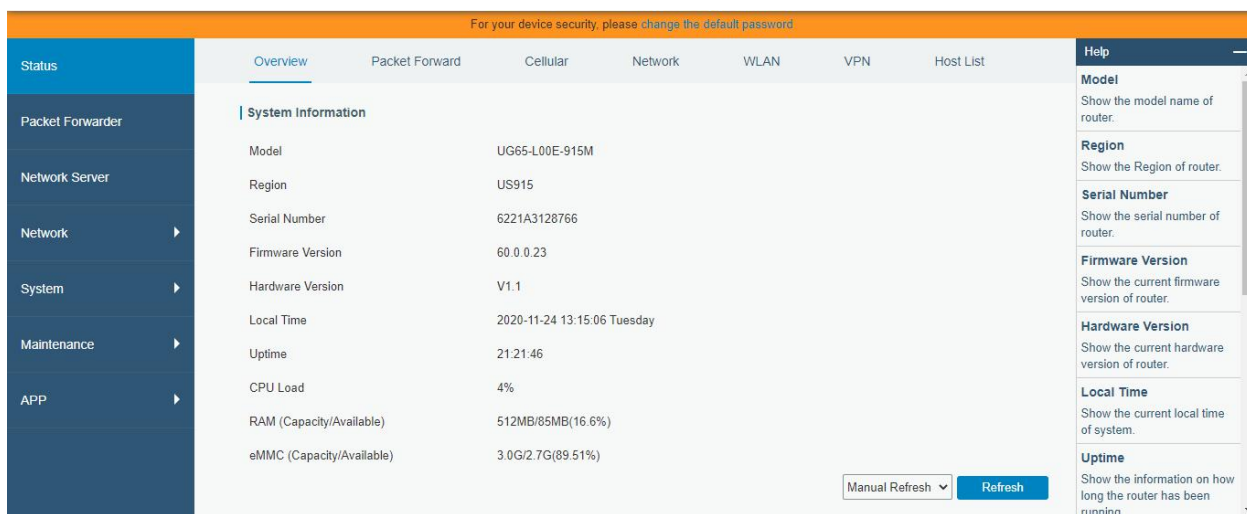 For your device security, please change the default password
Status
Packet Forwarder
Network Server
Network
System
Maintenance
APP
Overview Packet Forward Cellular Network WLAN VPN Host List
System Information
Model UG65-L00E-915M
Region US915
Serial Number 6221A3128766
Firmware Version 60.0.0.23
Hardware Version V1.1
Local Time 2020-11-24 13:15:06 Tuesday
Uptime 21:21:46
CPU Load 4%
RAM (Capacity/Available) 512MB/85MB(16.6%)
eMMC (Capacity/Available) 3.0G/2.7G(89.51%)
Manual Refresh Refresh
Help
Model
Show the model name of
router.
Region
Show the Region of router.
Serial Number
Show the serial number of
router.
Firmware Version
Show the current firmware
version of router.
Hardware Version
Show the current hardware
version of router.
Local Time
Show the current local time
of system.
Uptime
Show the information on how
long the router has been
running